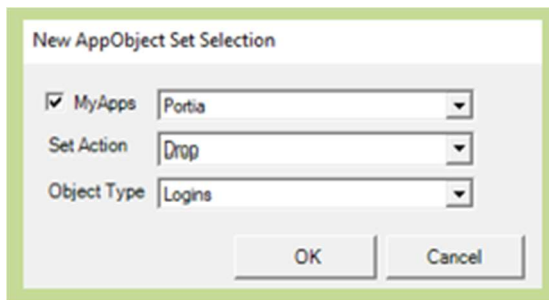 New AppObject Set Selection
MyApps Portia
Set Action Drop
Object Type Logins
OK Cancel